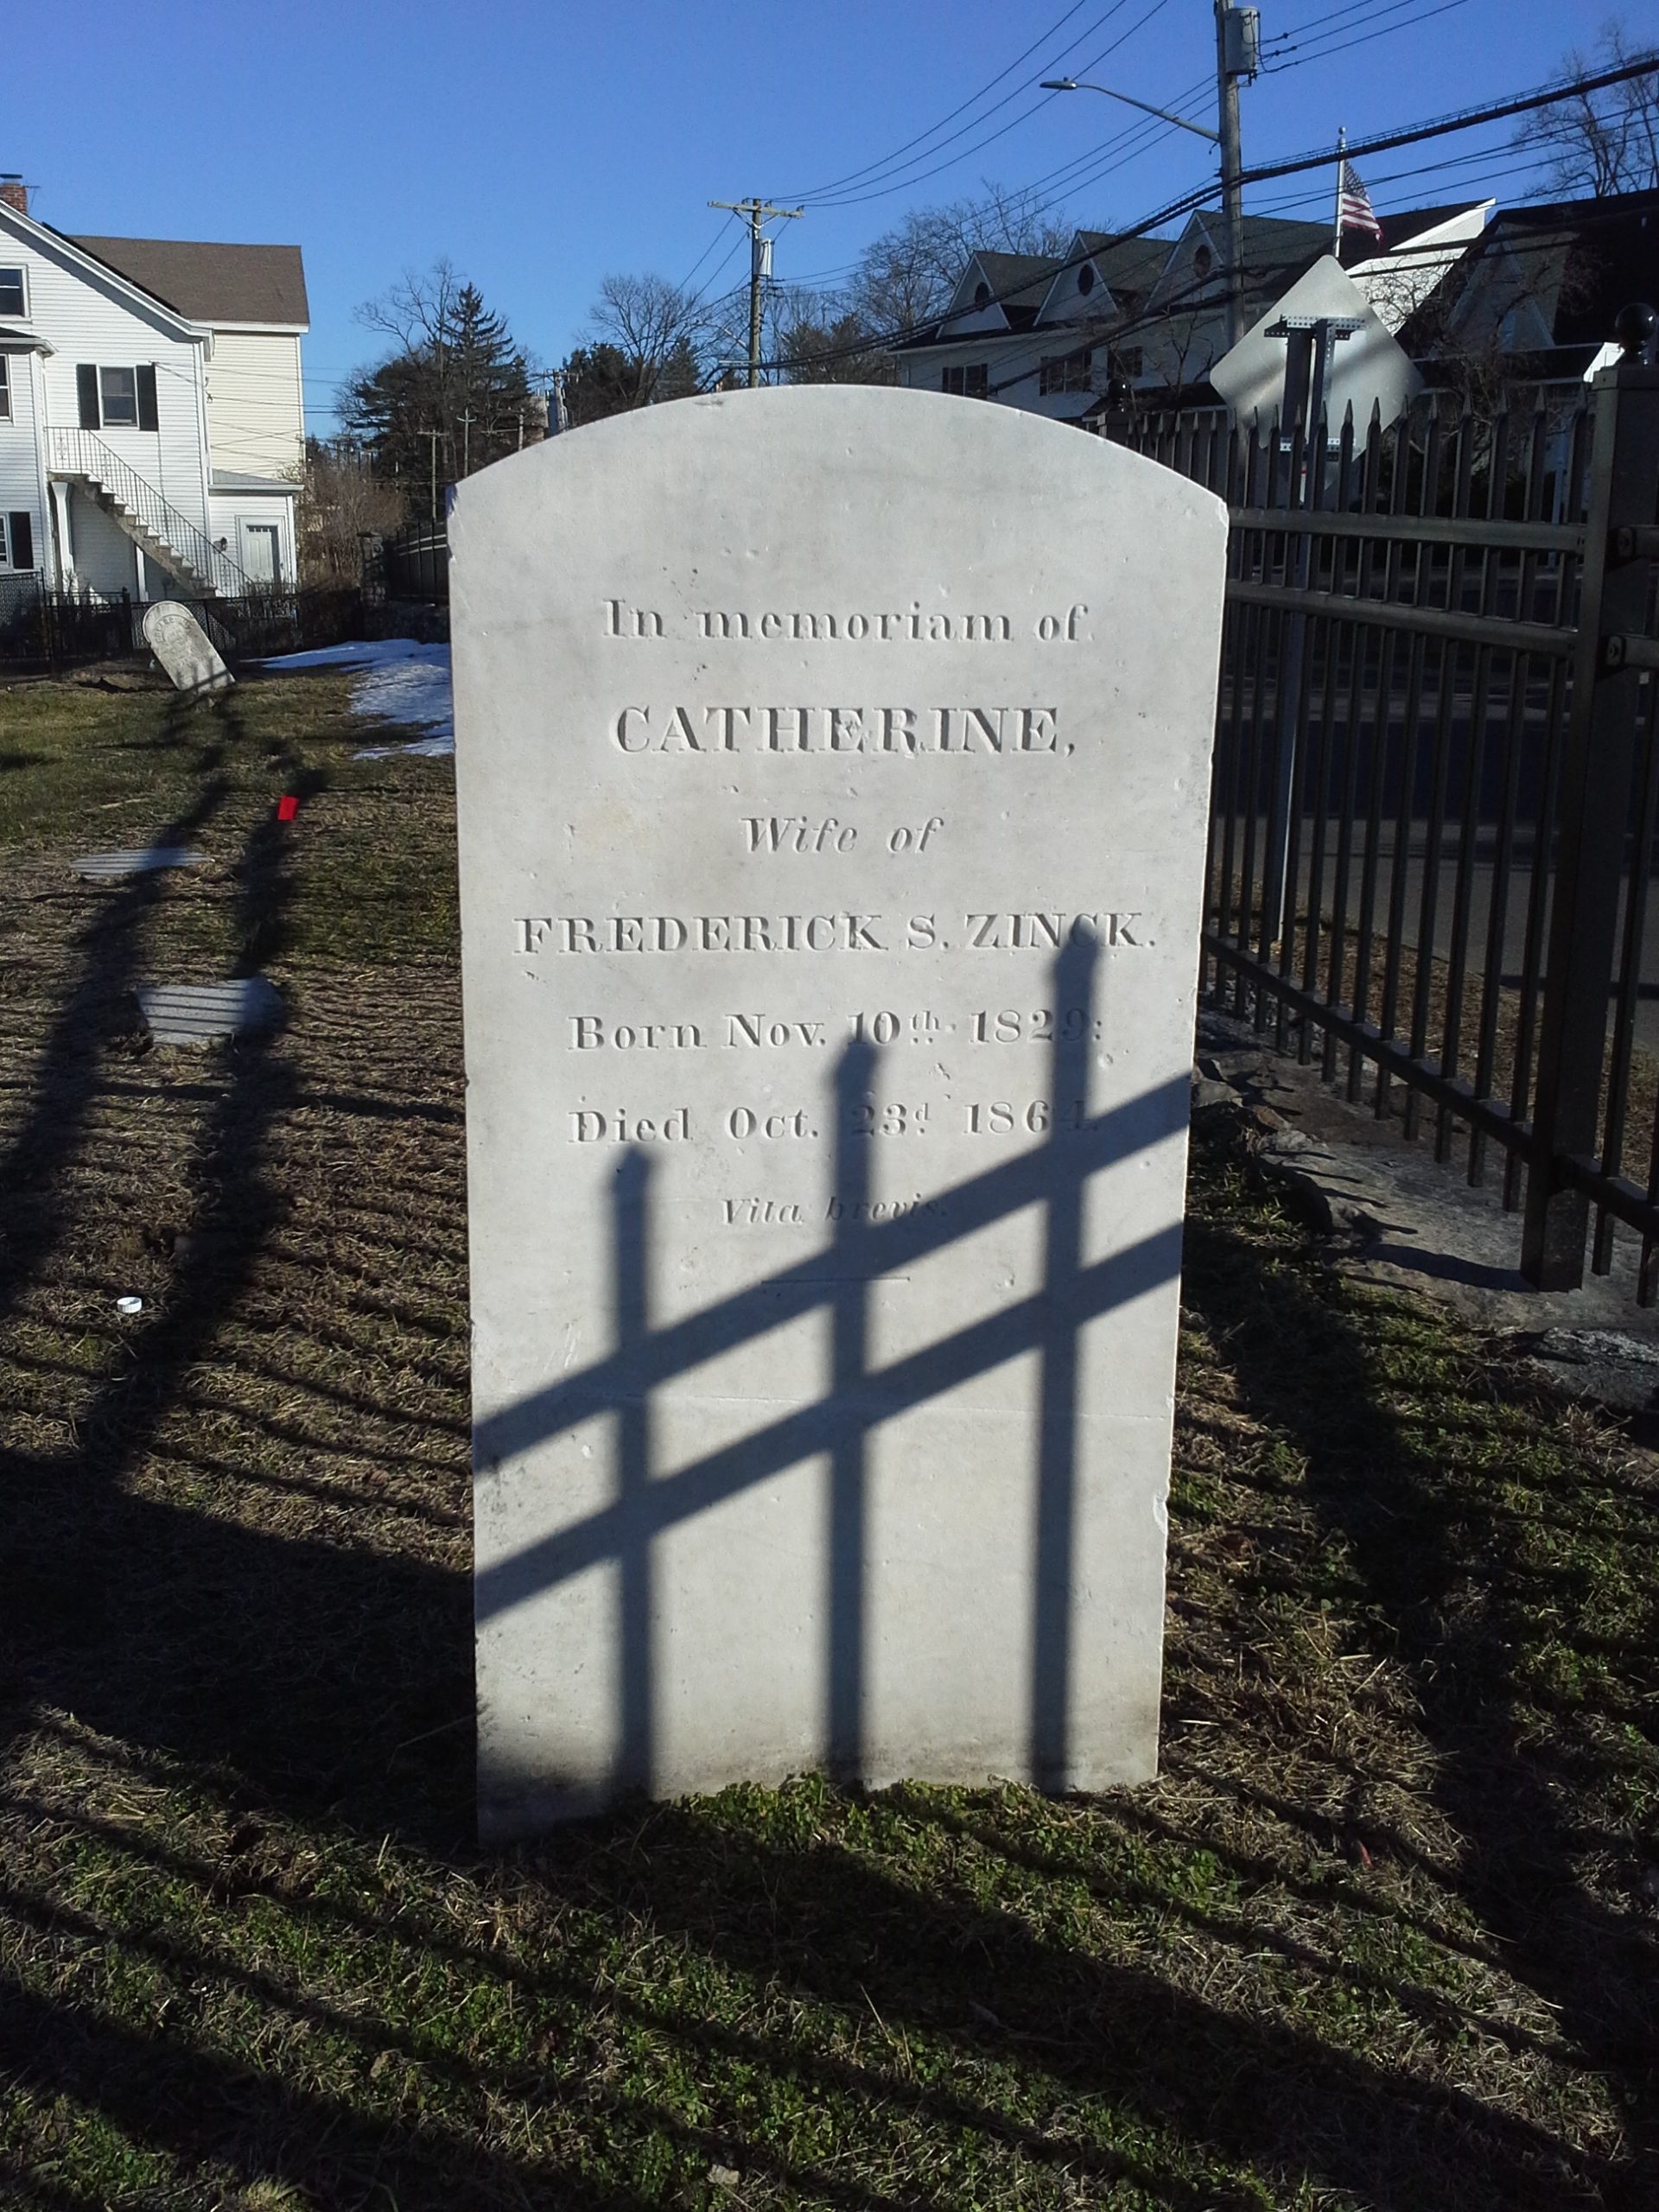 In memoriam of
CATHERINE,
Wife of
FREDERICK S. ZINCK.
Born Nov. 10th. 1829:
Died Oct. 23d. 1864.
Vita brevis.